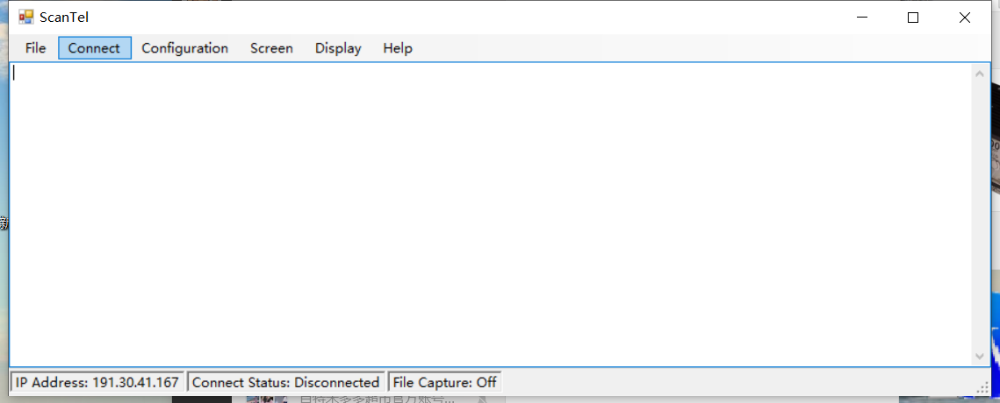 ScanTel
File Connect Configuration Screen Display Help
IP Address: 191.30.41.167 Connect Status: Disconnected File Capture: Off